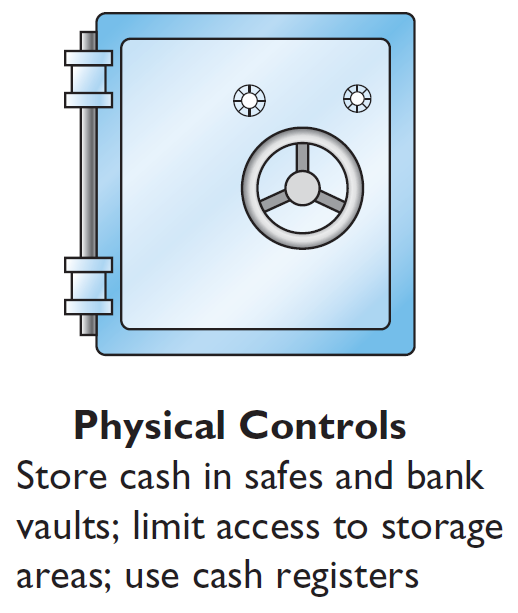 Physical Controls
Store cash in safes and bank
vaults; limit access to storage
areas; use cash registers